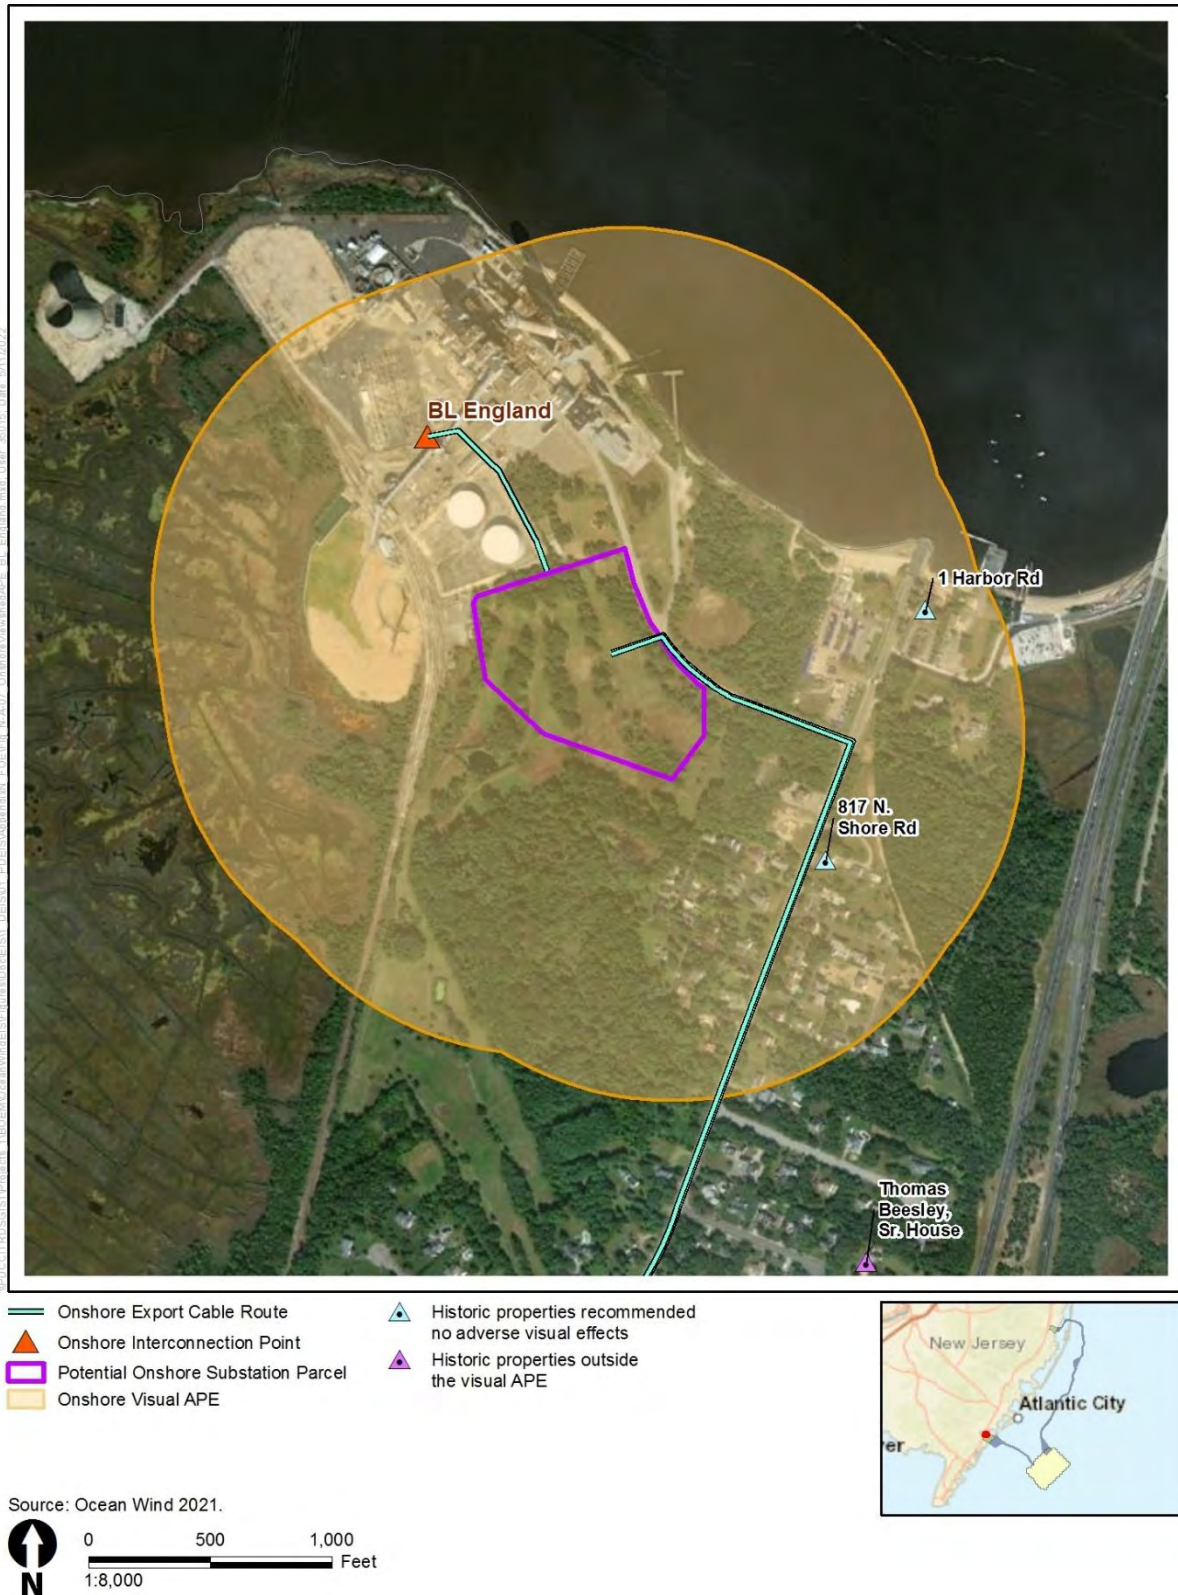 BL England
1 Harbor Rd
817 N.
Shore Rd
Thomas
Beesley,
Sr. House
Onshore Export Cable Route
Onshore Interconnection Point
Potential Onshore Substation Parcel
Onshore Visual APE
Historic properties recommended
no adverse visual effects
Historic properties outside
the visual APE
New Jersey
Atlantic City
ver
Source: Ocean Wind 2021.
N
0 500 1,000
Feet
1:8,000